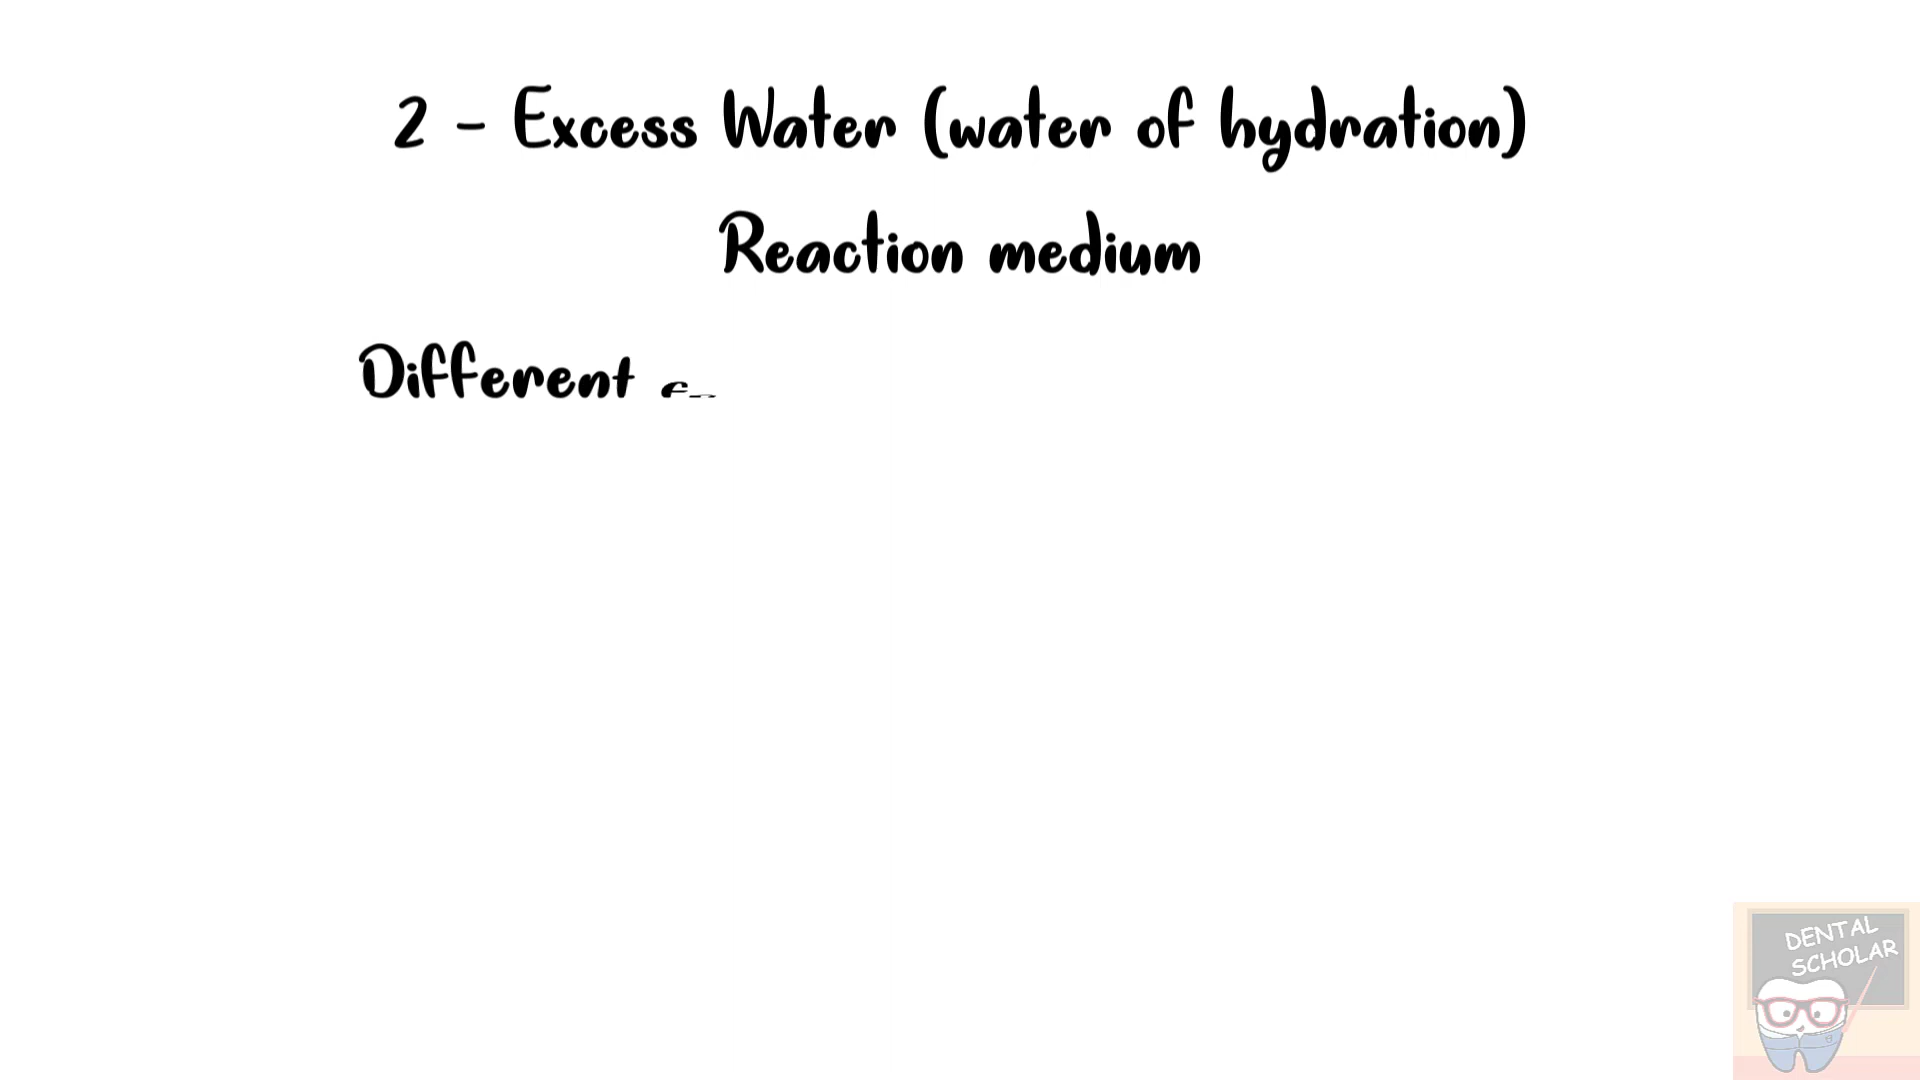 2 - Excess Water (water of hydration)
Reaction medium
Different
DENTAL
SCHOLAR